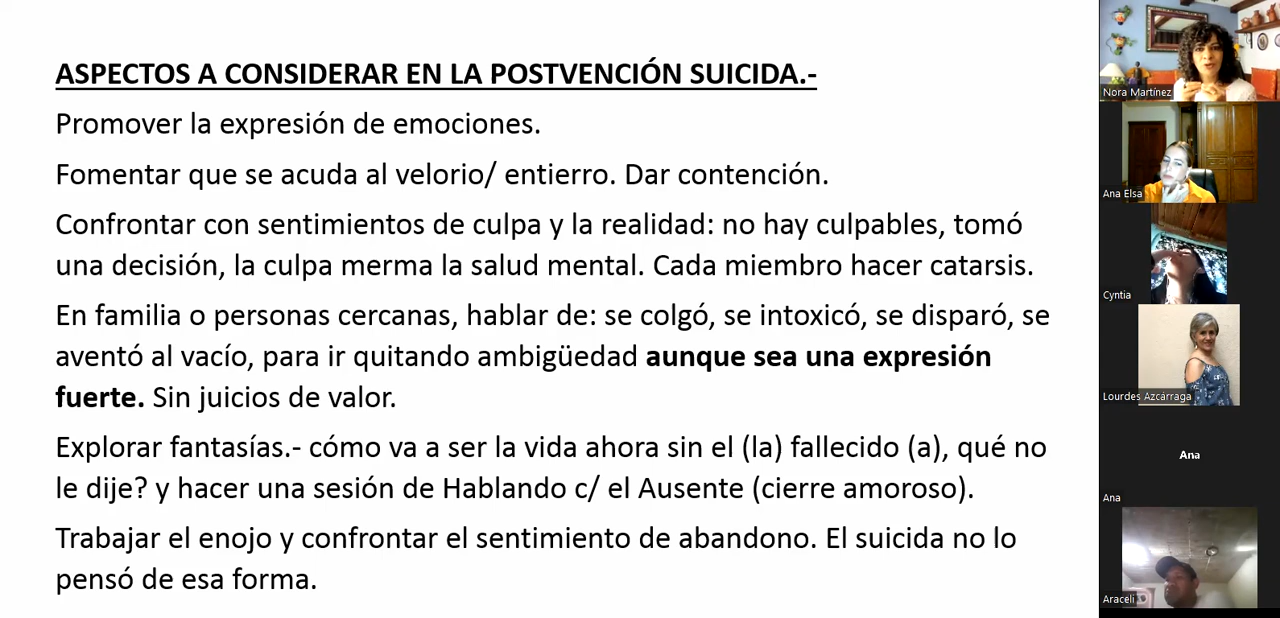 ASPECTOS A CONSIDERAR EN LA POSTVENCIÓN SUICIDA.-
Promover la expresión de emociones.
Fomentar que se acuda al velorio/ entierro. Dar contención.
Confrontar con sentimientos de culpa y la realidad: no hay culpables, tomó
una decisión, la culpa merma la salud mental. Cada miembro hacer catarsis.
En familia o personas cercanas, hablar de: se colgó, se intoxicó, se disparó, se
aventó al vacío, para ir quitando ambigüedad aunque sea una expresión
fuerte. Sin juicios de valor.
Explorar fantasías.- cómo va a ser la vida ahora sin el (la) fallecido (a), qué no
le dije? y hacer una sesión de Hablando c/ el Ausente (cierre amoroso).
Trabajar el enojo y confrontar el sentimiento de abandono. El suicida no lo
pensó de esa forma.
Nora Martínez
Ana Elsa
Cyntia
Lourdes Azcárraga
Ana
Ana
Araceli